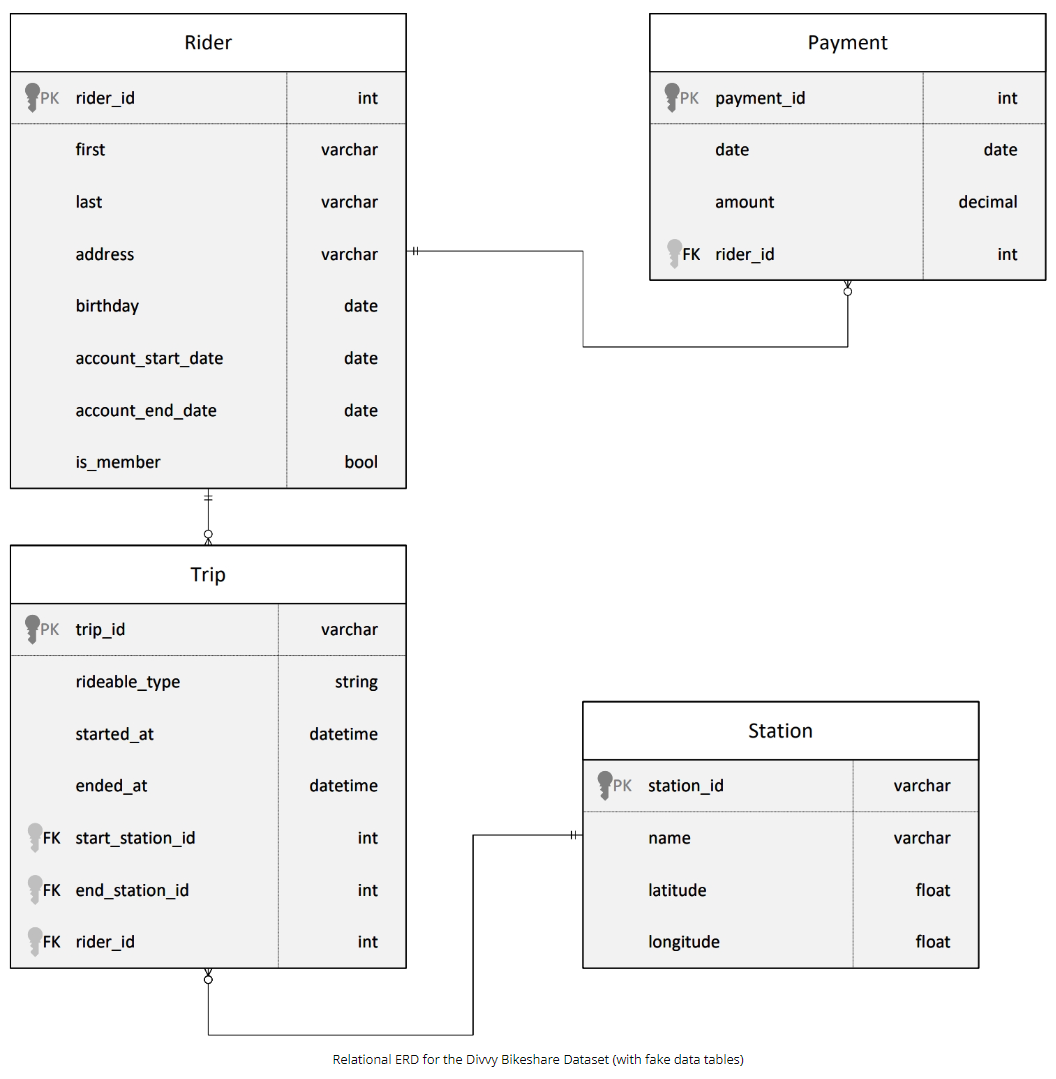 Rider
PK rider_id int
first varchar
last varchar
address varchar
birthday date
account_start_date date
account_end_date date
is_member bool
Payment
PK payment_id int
date date
amount decimal
FK rider_id int
Trip
PK trip_id varchar
rideable_type string
started_at datetime
ended_at datetime
FK start_station_id int
FK end_station_id int
FK rider_id int
Station
PK station_id varchar
name varchar
latitude float
longitude float
Relational ERD for the Divvy Bikeshare Dataset (with fake data tables)